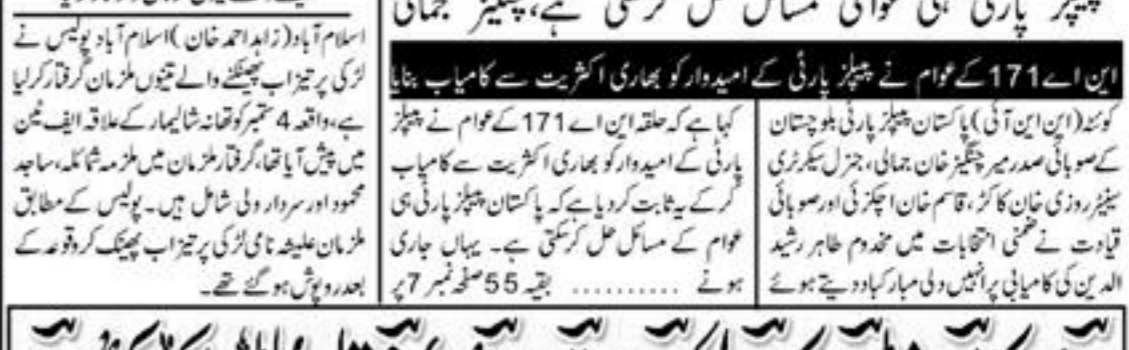 پیپلز پارٹی ہی عوامی مسائل حل کرسکتی ہے، چنگیز جمالی
این اے 171 کے عوام نے پیپلز پارٹی کے امیدوار کو بھاری اکثریت سے کامیاب بنایا
کوئٹہ (این این آئی) پاکستان پیپلز پارٹی بلوچستان
کے صوبائی صدر میر چنگیز خان جمالی، جنرل سیکرٹری
سینیٹر روزی خان کاکڑ، قاسم خان اچکزئی اور صوبائی
قیادت نے ضمنی انتخابات میں مخدوم طاہر رشید
الدین کی کامیابی پر انہیں دلی مبارکباد دیتے ہوئے
کہا ہے کہ حلقہ این اے 171 کے عوام نے پیپلز
پارٹی کے امیدوار کو بھاری اکثریت سے کامیاب
کرکے یہ ثابت کردیا ہے کہ پاکستان پیپلز پارٹی ہی
عوام کے مسائل حل کرسکتی ہے۔ یہاں جاری
ہونے .......... بقیہ 55 صفحہ نمبر 7 پر
اسلام آباد (زاہد احمد خان) اسلام آباد پولیس نے
لڑکی پر تیزاب پھینکنے والے تینوں ملزمان گرفتار کرلیا
ہے، واقعہ 4 ستمبر کو تھانہ شالیمار کے علاقہ ایف ٹین
میں پیش آیا تھا، گرفتار ملزمان میں ملزمہ شمائلہ، ساجد
محمود اور سردار ولی شامل ہیں۔ پولیس کے مطابق
ملزمان علیشہ نامی لڑکی پر تیزاب پھینک کر وقوعہ کے
بعد روپوش ہو گئے تھے۔